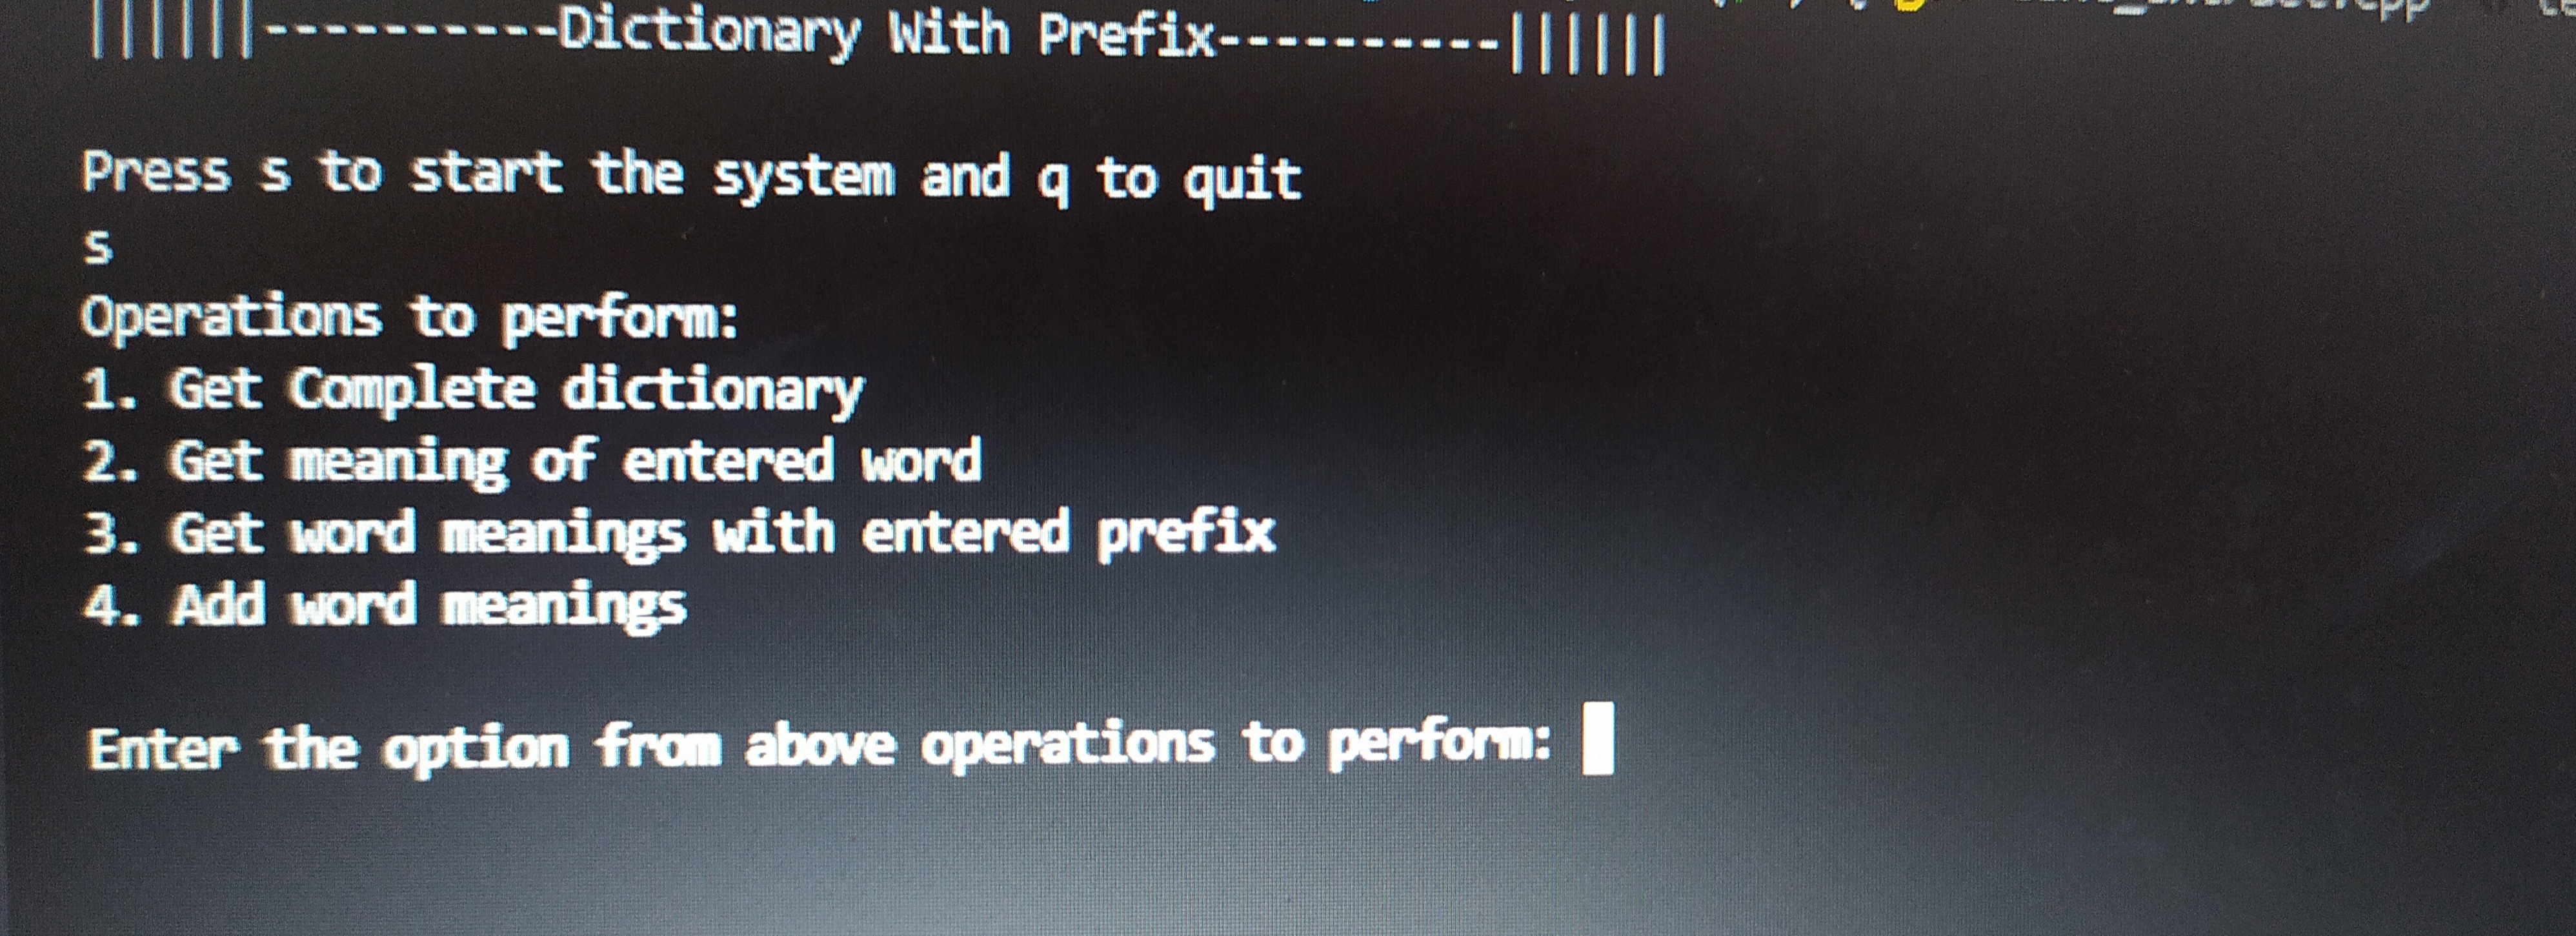 ||||||----------Dictionary With Prefix----------||||||
Press s to start the system and q to quit
s
Operations to perform:
1. Get Complete dictionary
2. Get meaning of entered word
3. Get word meanings with entered prefix
4. Add word meanings
Enter the option from above operations to perform: